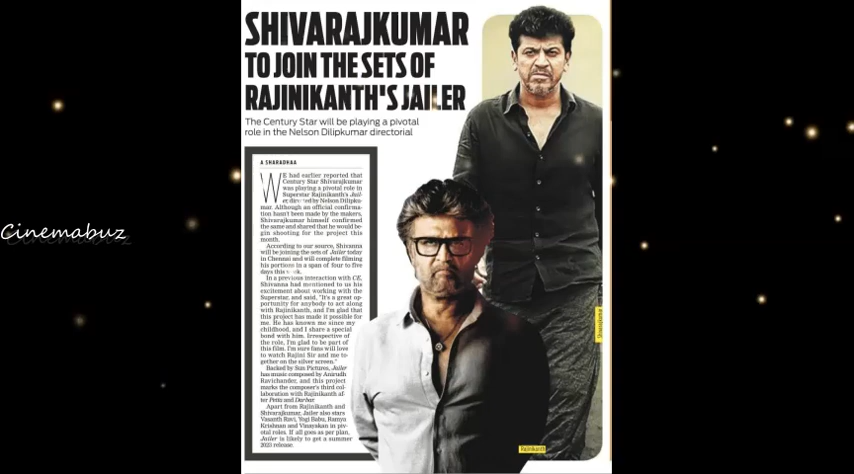 SHIVARAJKUMAR
TO JOIN THE SETS OF
RAJINIKANTH'S JAILER
The Century Star will be playing a pivotal
role in the Nelson Dilipkumar directorial
A SHARADHAA
WE had earlier reported that
Century Star Shivarajkumar
was playing a pivotal role in
Superstar Rajinikanth's Jail-
er, directed by Nelson Dilipku-
mar. Although an official confirma-
tion hasn't been made by the makers,
Shivarajkumar himself confirmed
the same and shared that he would be-
gin shooting for the project this
month.
According to our source, Shivanna
will be joining the sets of Jailer today
in Chennai and will complete filming
his portions in a span of four to five
days this
In a previous interaction with CE,
Shivanna had mentioned to us his
excitement about working with the
Superstar, and said, "It's a great op-
portunity for anybody to act along
with Rajinikanth, and I'm glad that
this project has made it possible for
me. He has known me since my
childhood, and I share a special
bond with him. Irrespective of
the role, I'm glad to be part of
this film. I'm sure fans will love
to watch Rajini Sir and me to-
gether on the silver screen."
Backed by Sun Pictures, Jailer
has music composed by Anirudh
Ravichander, and this project
marks the composer's third col-
laboration with Rajinikanth af-
ter Petta and Darbar.
Apart from Rajinikanth and
Shivarajkumar, Jailer also stars
Vasanth Ravi, Yogi Babu, Ramya
Krishnan and Vinayakan in piv-
otal roles. If all goes as per plan,
Jailer is likely to get a summer
2023 release.
Shivarajkumar
Rajinikanth
Cinemabuz